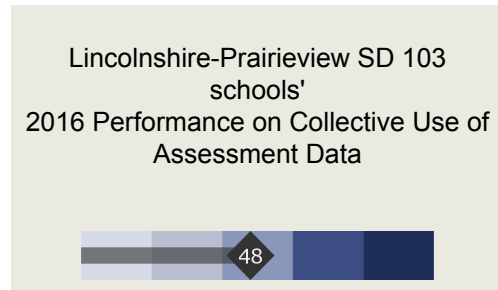 Lincolnshire-Prairieview SD 103
schools'
2016 Performance on Collective Use of
Assessment Data
48